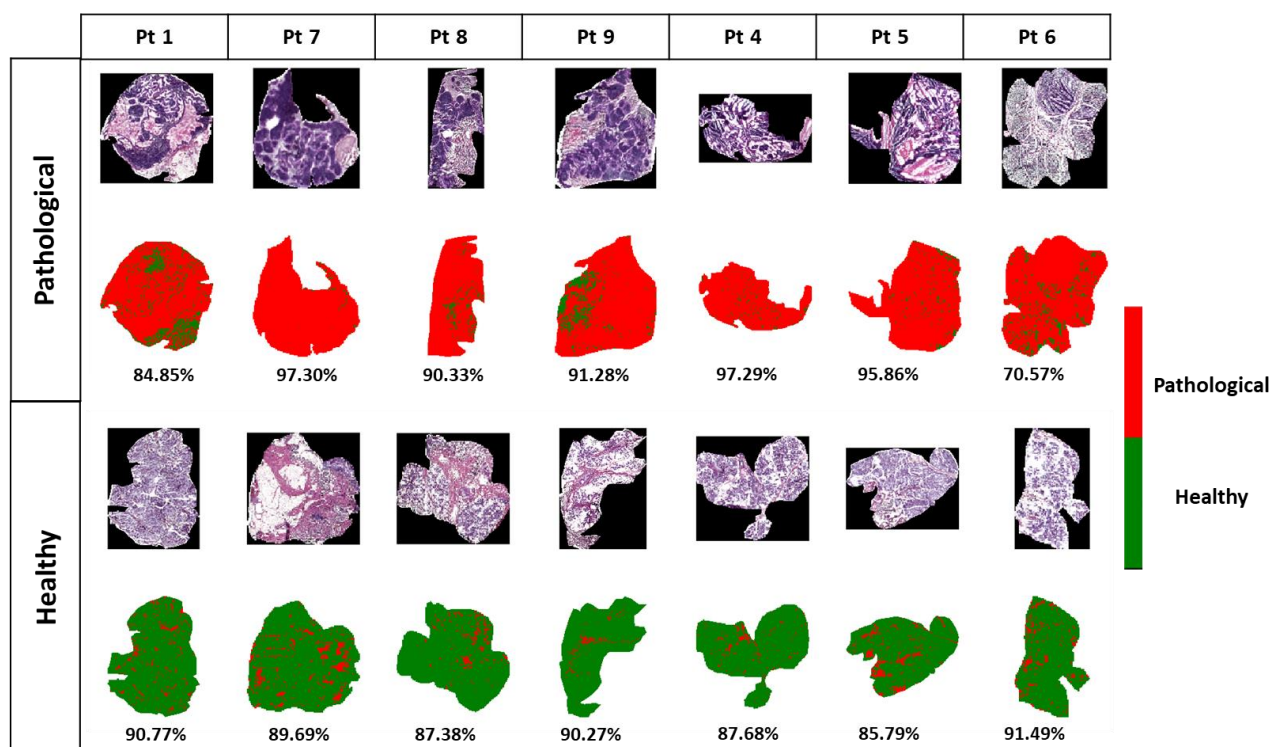 Pt 1 Pt 7 Pt 8 Pt 9 Pt 4 Pt 5 Pt 6
Pathological
84.85% 97.30% 90.33% 91.28% 97.29% 95.86% 70.57%
Pathological
Healthy
Healthy
90.77% 89.69% 87.38% 90.27% 87.68% 85.79% 91.49%